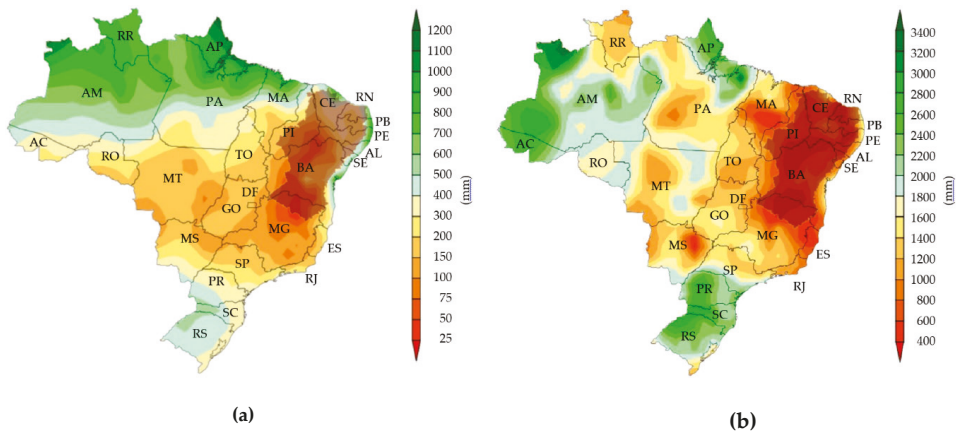 RR
AP
AM
PA
MA
CE
RN
PB
PE
AL
SE
PI
AC
RO
TO
BA
MT
DF
GO
MG
MS
ES
SP
RJ
PR
SC
RS
1200
1100
1000
900
800
700
600
500
400
300
200
150
100
75
50
25
(mm)
(a)
RR
AP
AM
PA
MA
CE
RN
PB
PE
AL
SE
PI
AC
RO
TO
BA
MT
DF
GO
MG
MS
ES
SP
RJ
PR
SC
RS
3400
3200
3000
2800
2600
2400
2200
2000
1800
1600
1400
1200
1000
800
600
400
(mm)
(b)